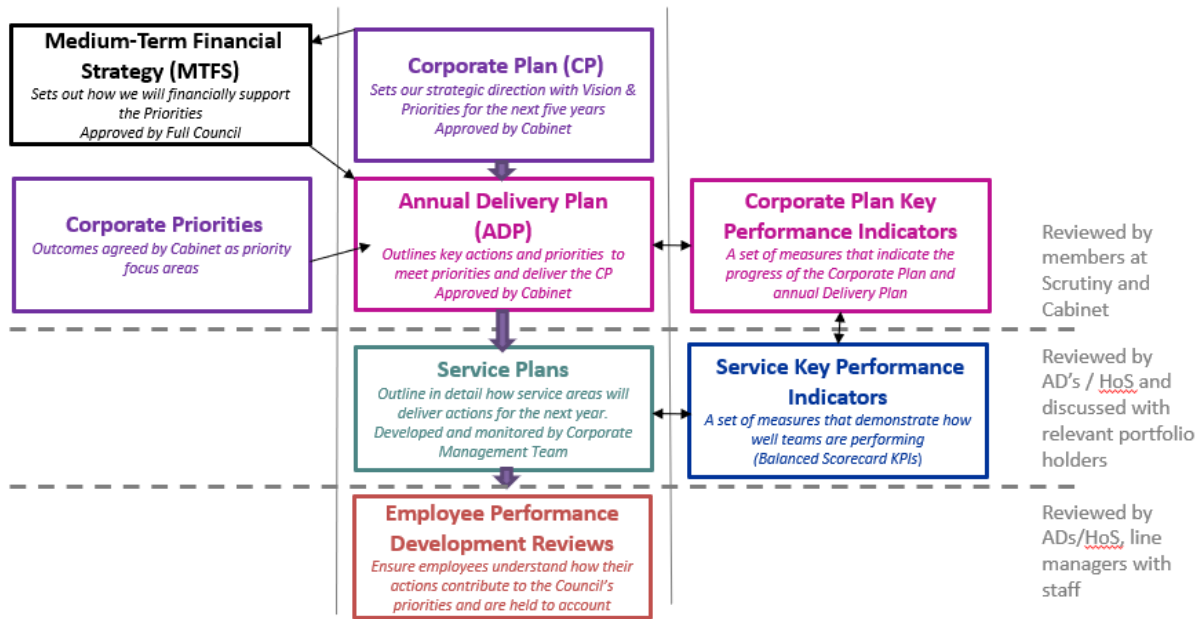 Medium-Term Financial
Strategy (MTFS)
Sets out how we will financially support
the Priorities
Approved by Full Council
Corporate Plan (CP)
Sets our strategic direction with Vision &
Priorities for the next five years
Approved by Cabinet
Corporate Priorities
Outcomes agreed by Cabinet as priority
focus areas
Annual Delivery Plan
(ADP)
Outlines key actions and priorities to
meet priorities and deliver the CP
Approved by Cabinet
Corporate Plan Key
Performance Indicators
A set of measures that indicate the
progress of the Corporate Plan and
annual Delivery Plan
Reviewed by
members at
Scrutiny and
Cabinet
Service Plans
Outline in detail how service areas will
deliver actions for the next year.
Developed and monitored by Corporate
Management Team
Service Key Performance
Indicators
A set of measures that demonstrate how
well teams are performing
(Balanced Scorecard KPIs)
Reviewed by
AD's / HoS and
discussed with
relevant portfolio
holders
Employee Performance
Development Reviews
Ensure employees understand how their
actions contribute to the Council's
priorities and are held to account
Reviewed by
ADs/HoS, line
managers with
staff